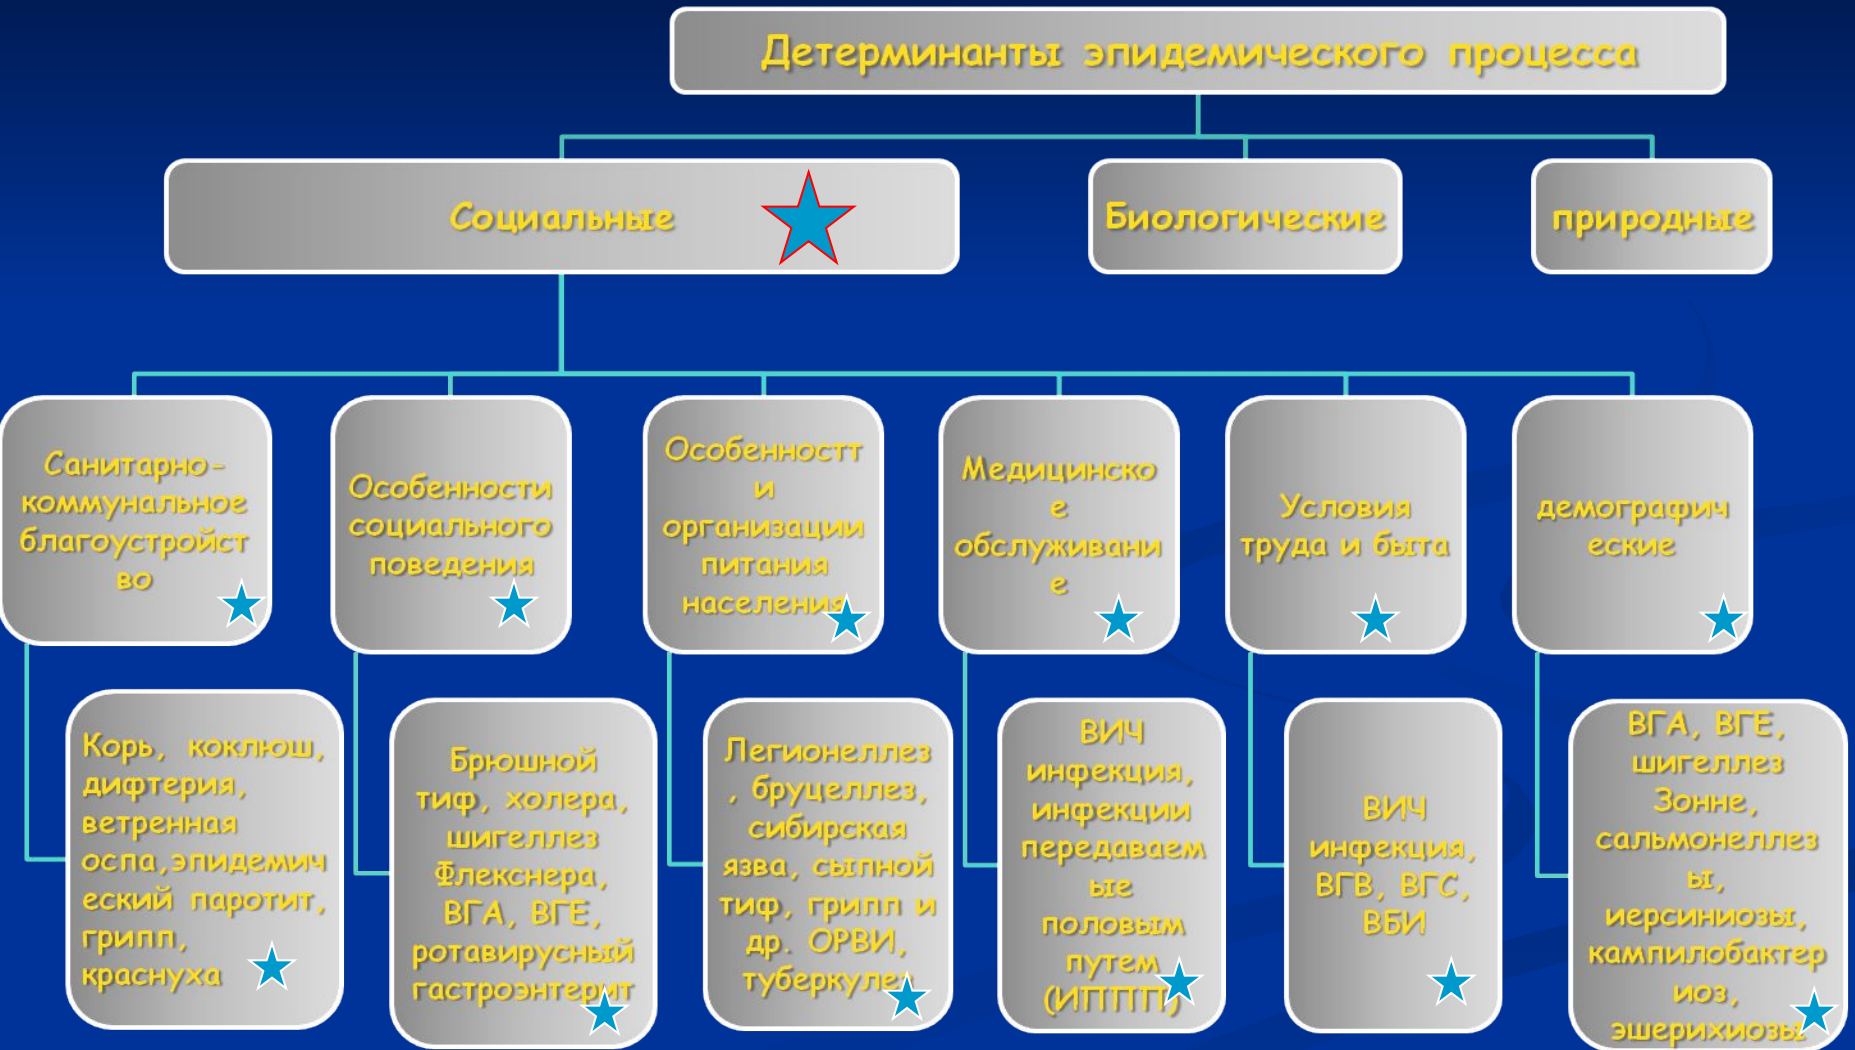 Детерминанты эпидемического процесса
Социальные
Биологические
природные
Санитарно-
коммунальное
благоустройст
во
Особенности
социального
поведения
Особенностт
и
организации
питания
населения
Медицинско
е
обслуживани
е
Условия
труда и быта
демографич
еские
Корь, коклюш,
дифтерия,
ветренная
оспа,эпидемич
еский паротит,
грипп,
краснуха
Брюшной
тиф, холера,
шигеллез
Флекснера,
ВГА, ВГЕ,
ротавирусный
гастроэнтерит
Легионеллез
, бруцеллез,
сибирская
язва, сыпной
тиф, грипп и
др. ОРВИ,
туберкулез
ВИЧ
инфекция,
инфекции
передаваем
ые
половым
путем
(ИППП)
ВИЧ
инфекция,
ВГВ, ВГС,
ВБИ
ВГА, ВГЕ,
шигеллез
Зонне,
сальмонеллез
ы,
иерсиниозы,
кампилобактер
иоз,
эшерихиозы